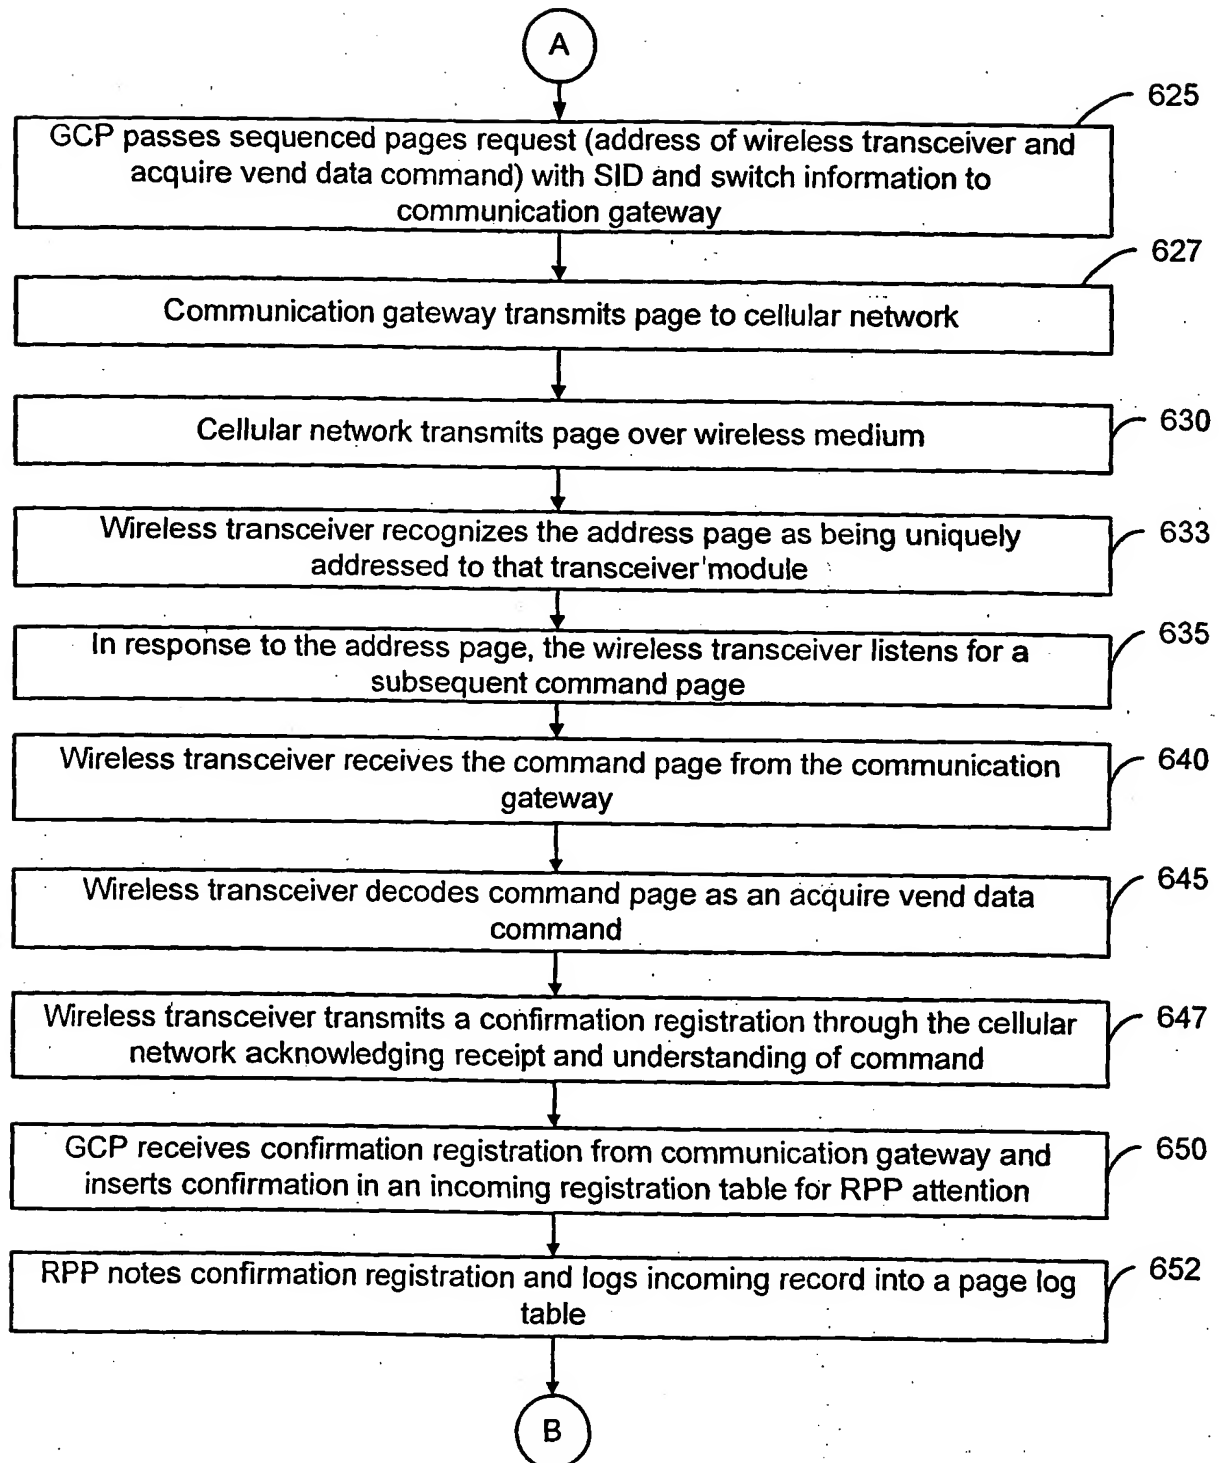 A
625
GCP passes sequenced pages request (address of wireless transceiver and
acquire vend data command) with SID and switch information to
communication gateway
627
Communication gateway transmits page to cellular network
630
Cellular network transmits page over wireless medium
633
Wireless transceiver recognizes the address page as being uniquely
addressed to that transceiver module
635
In response to the address page, the wireless transceiver listens for a
subsequent command page
640
Wireless transceiver receives the command page from the communication
gateway
645
Wireless transceiver decodes command page as an acquire vend data
command
647
Wireless transceiver transmits a confirmation registration through the cellular
network acknowledging receipt and understanding of command
650
GCP receives confirmation registration from communication gateway and
inserts confirmation in an incoming registration table for RPP attention
652
RPP notes confirmation registration and logs incoming record into a page log
table
B